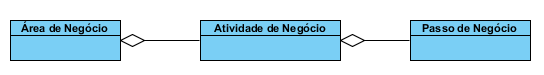 Área de Negócio
Atividade de Negócio
Passo de Negócio